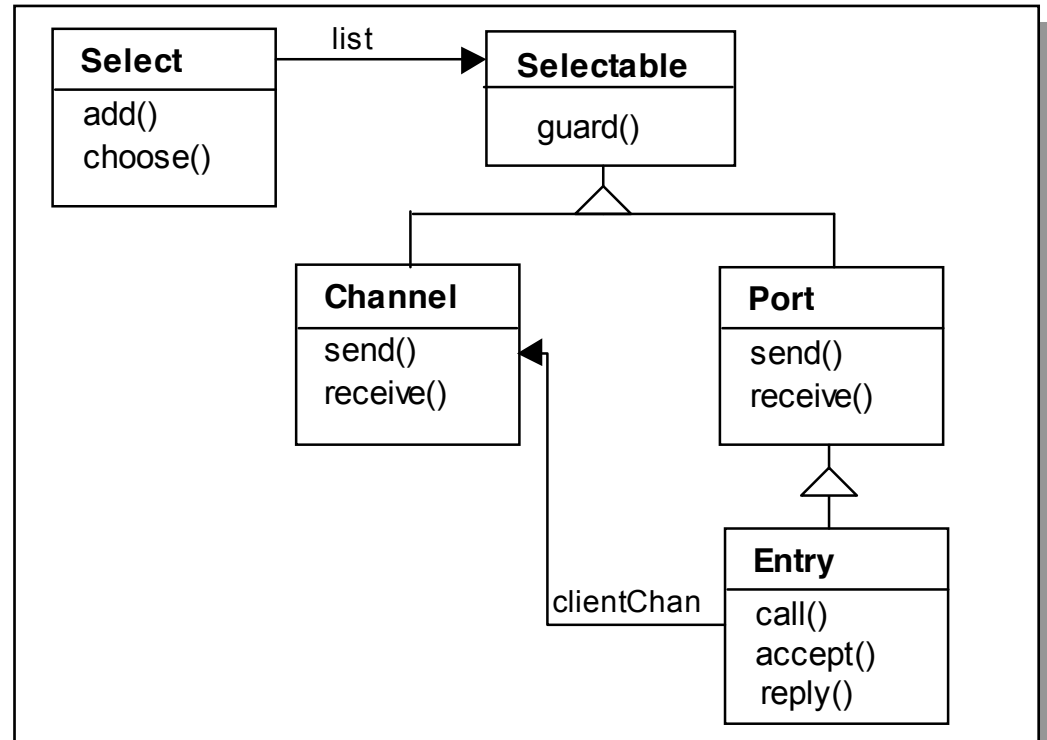 list
Select
add()
choose()
Selectable
guard()
Channel
send()
receive()
Port
send()
receive()
clientChan
Entry
call()
accept()
reply()